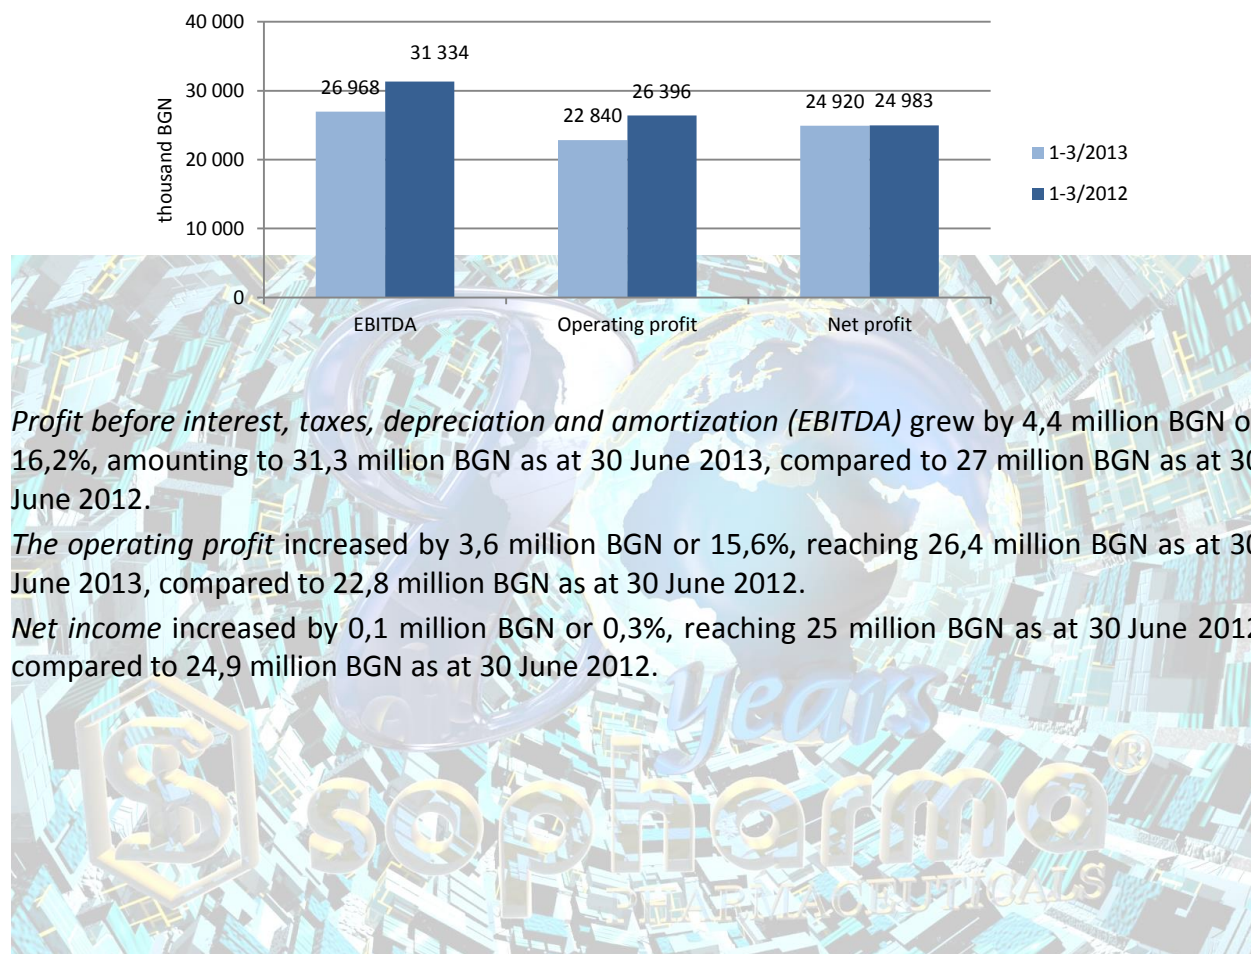 40 000
31 334
30 000
26 968
26 396
24 920 24 983
22 840
thousand BGN
20 000
1-3/2013
1-3/2012
10 000
0
EBITDA Operating profit Net profit
Profit before interest, taxes, depreciation and amortization (EBITDA) grew by 4,4 million BGN o
16,2%, amounting to 31,3 million BGN as at 30 June 2013, compared to 27 million BGN as at 30
June 2012.
The operating profit increased by 3,6 million BGN or 15,6%, reaching 26,4 million BGN as at 30
June 2013, compared to 22,8 million BGN as at 30 June 2012.
Net income increased by 0,1 million BGN or 0,3%, reaching 25 million BGN as at 30 June 2012
compared to 24,9 million BGN as at 30 June 2012.
80
years
sopharma ®
PHARMACEUTICALS